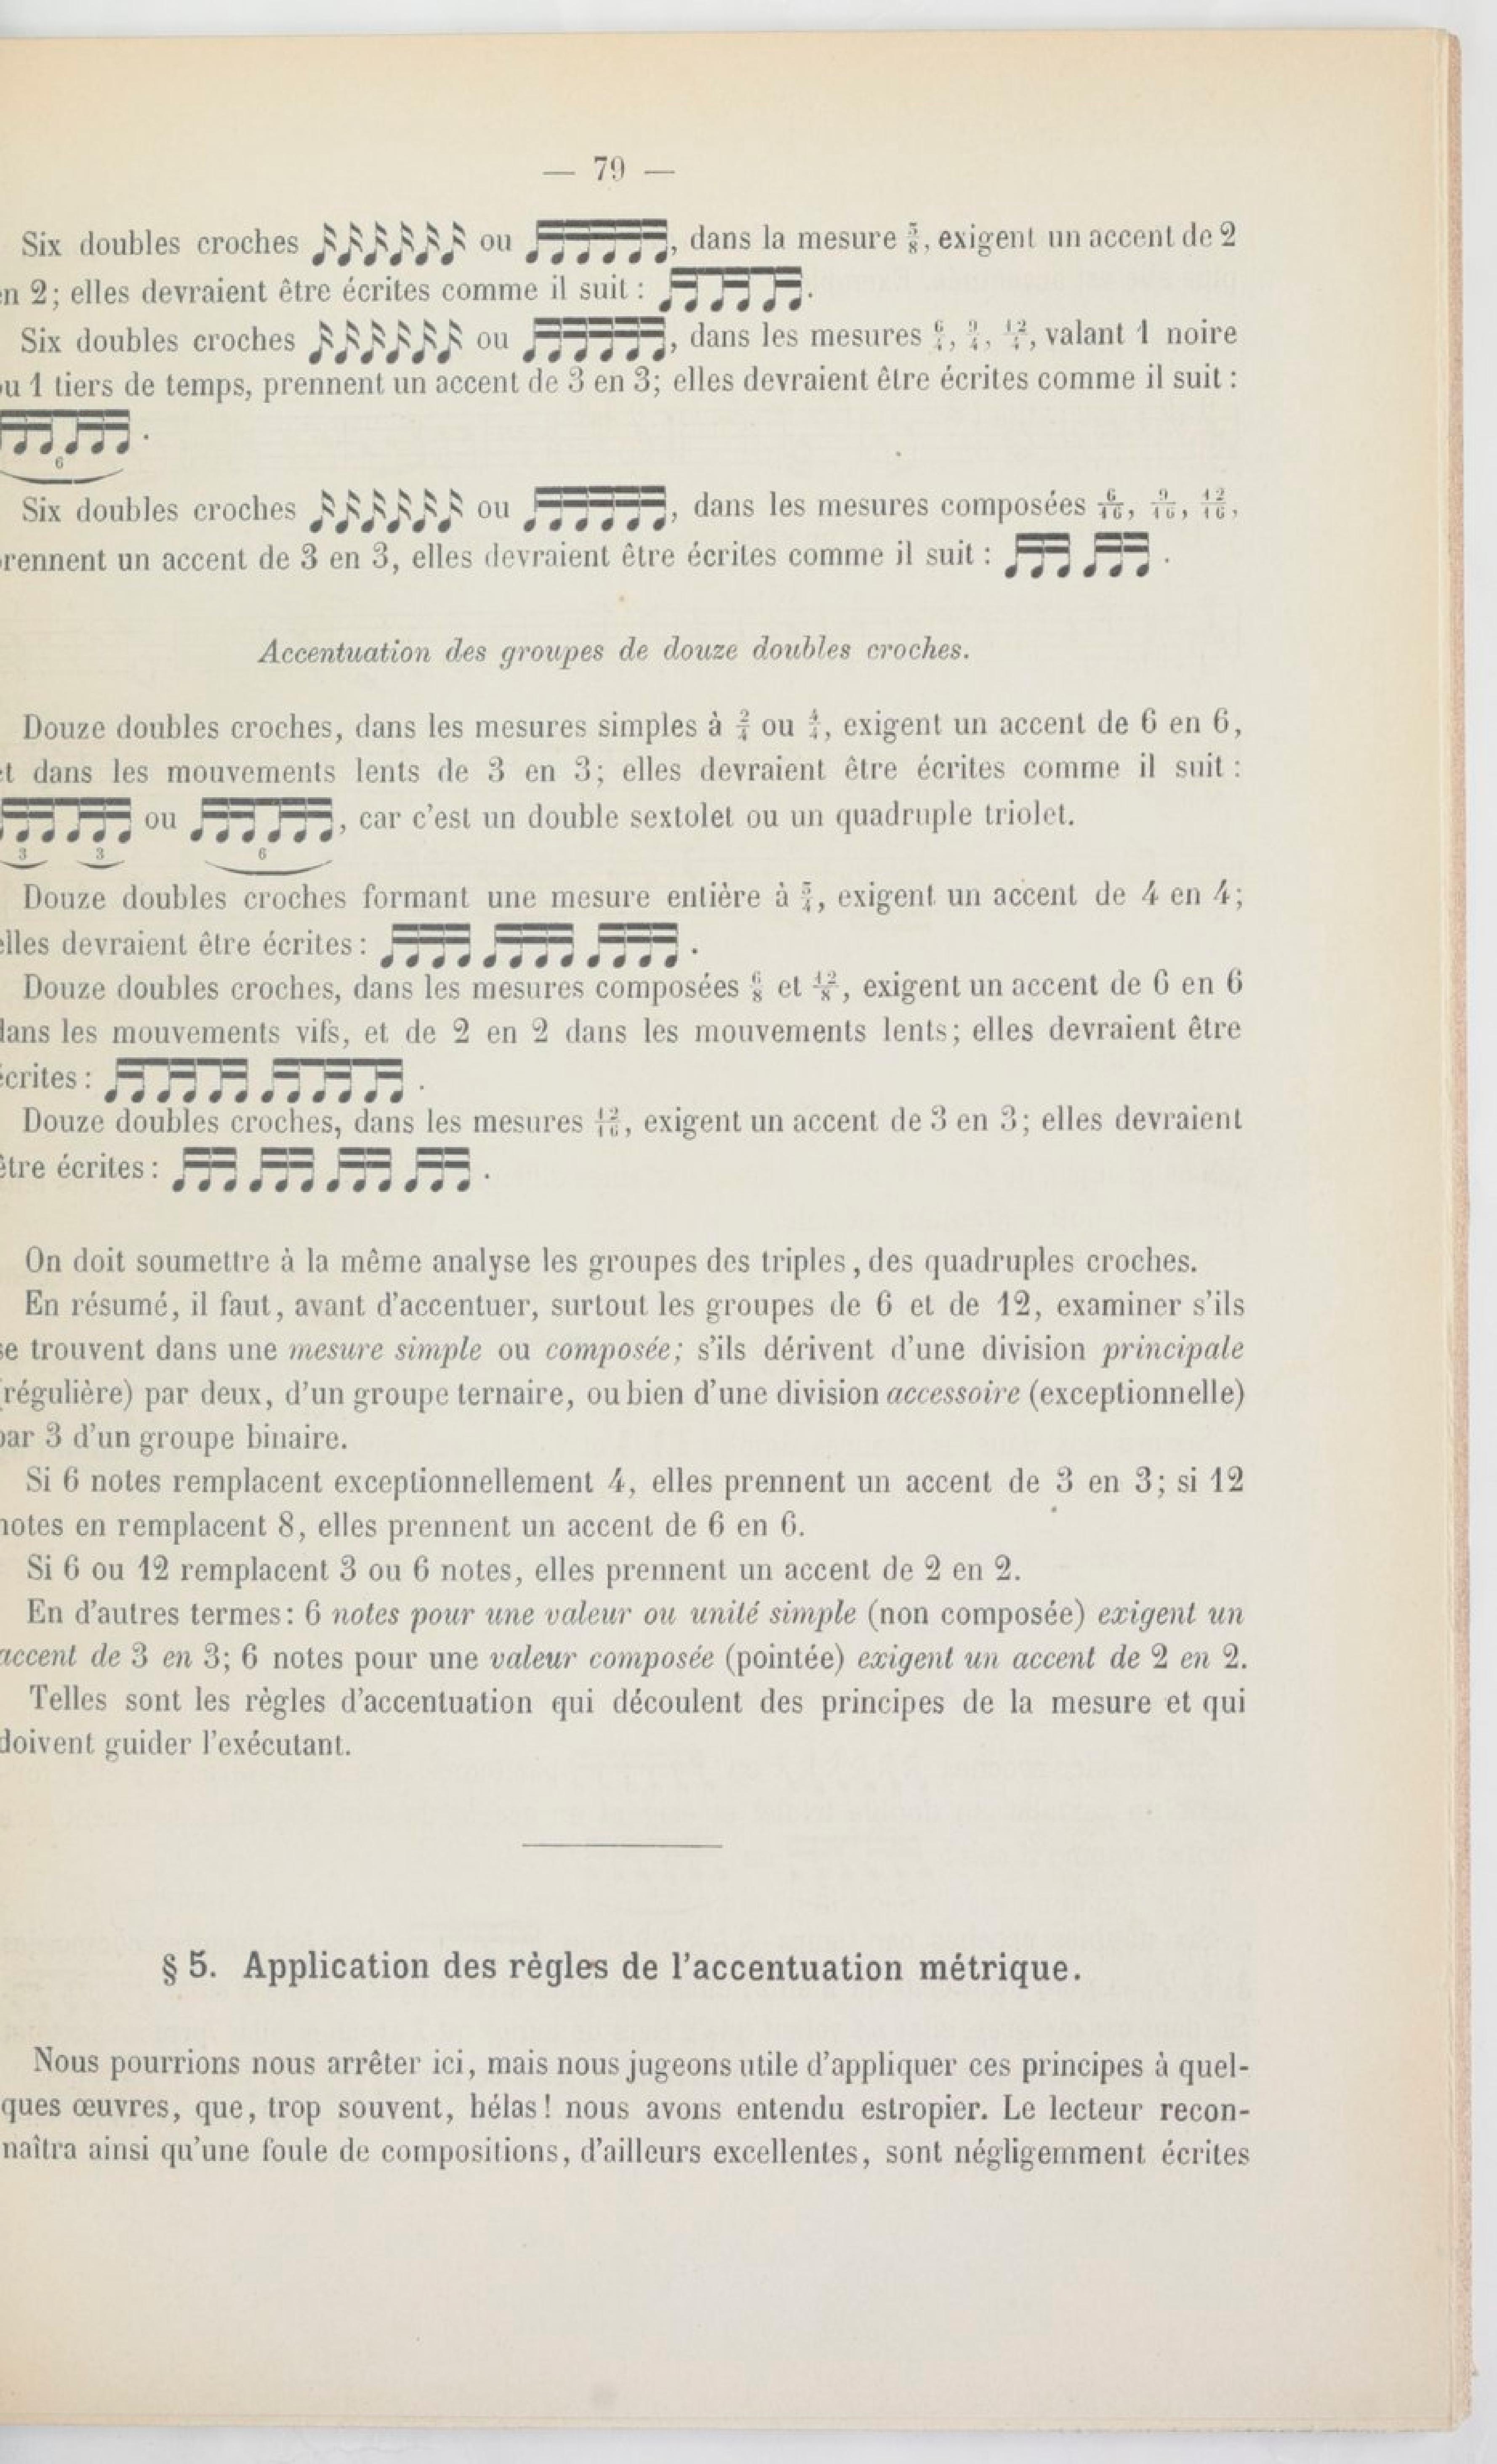 — 79 —
Six doubles croches ou , dans la mesure 3/8, exigent un accent de 2
en 2; elles devraient être écrites comme il suit :
Six doubles croches ou , dans les mesures 6/4, 9/4, 12/4, valant 1 noire
ou 1 tiers de temps, prennent un accent de 3 en 3; elles devraient être écrites comme il suit :
6
Six doubles croches ou , dans les mesures composées 6/16, 9/16, 12/16,
rennent un accent de 3 en 3, elles devraient être écrites comme il suit : .
Accentuation des groupes de douze doubles croches.
Douze doubles croches, dans les mesures simples à 2/4 ou 4/4, exigent un accent de 6 en 6,
et dans les mouvements lents de 3 en 3; elles devraient être écrites comme il suit :
ou , car c'est un double sextolet ou un quadruple triolet.
3 3 6
Douze doubles croches formant une mesure entière à 3/4, exigent un accent de 4 en 4;
elles devraient être écrites : .
Douze doubles croches, dans les mesures composées 6/8 et 12/8, exigent un accent de 6 en 6
dans les mouvements vifs, et de 2 en 2 dans les mouvements lents; elles devraient être
écrites : .
Douze doubles croches, dans les mesures 12/16, exigent un accent de 3 en 3; elles devraient
être écrites : .
On doit soumettre à la même analyse les groupes des triples, des quadruples croches.
En résumé, il faut, avant d'accentuer, surtout les groupes de 6 et de 12, examiner s'ils
se trouvent dans une mesure simple ou composée; s'ils dérivent d'une division principale
(régulière) par deux, d'un groupe ternaire, ou bien d'une division accessoire (exceptionnelle)
par 3 d'un groupe binaire.
Si 6 notes remplacent exceptionnellement 4, elles prennent un accent de 3 en 3; si 12
notes en remplacent 8, elles prennent un accent de 6 en 6.
Si 6 ou 12 remplacent 3 ou 6 notes, elles prennent un accent de 2 en 2.
En d'autres termes: 6 notes pour une valeur ou unité simple (non composée) exigent un
accent de 3 en 3; 6 notes pour une valeur composée (pointée) exigent un accent de 2 en 2.
Telles sont les règles d'accentuation qui découlent des principes de la mesure et qui
doivent guider l'exécutant.
§ 5. Application des règles de l'accentuation métrique.
Nous pourrions nous arrêter ici, mais nous jugeons utile d'appliquer ces principes à quel-
ques œuvres, que, trop souvent, hélas! nous avons entendu estropier. Le lecteur recon-
naîtra ainsi qu'une foule de compositions, d'ailleurs excellentes, sont négligemment écrites